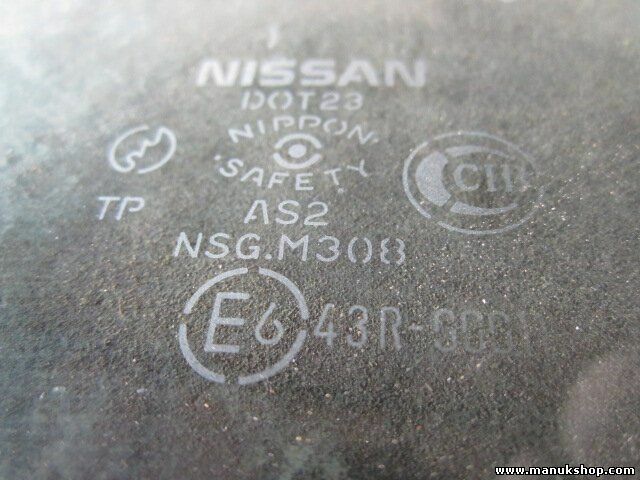 NISSAN
DOT23
NIPPON
SAFETY
TP
AS2
NSG.M308
E6 43R-
www.manukshop.com